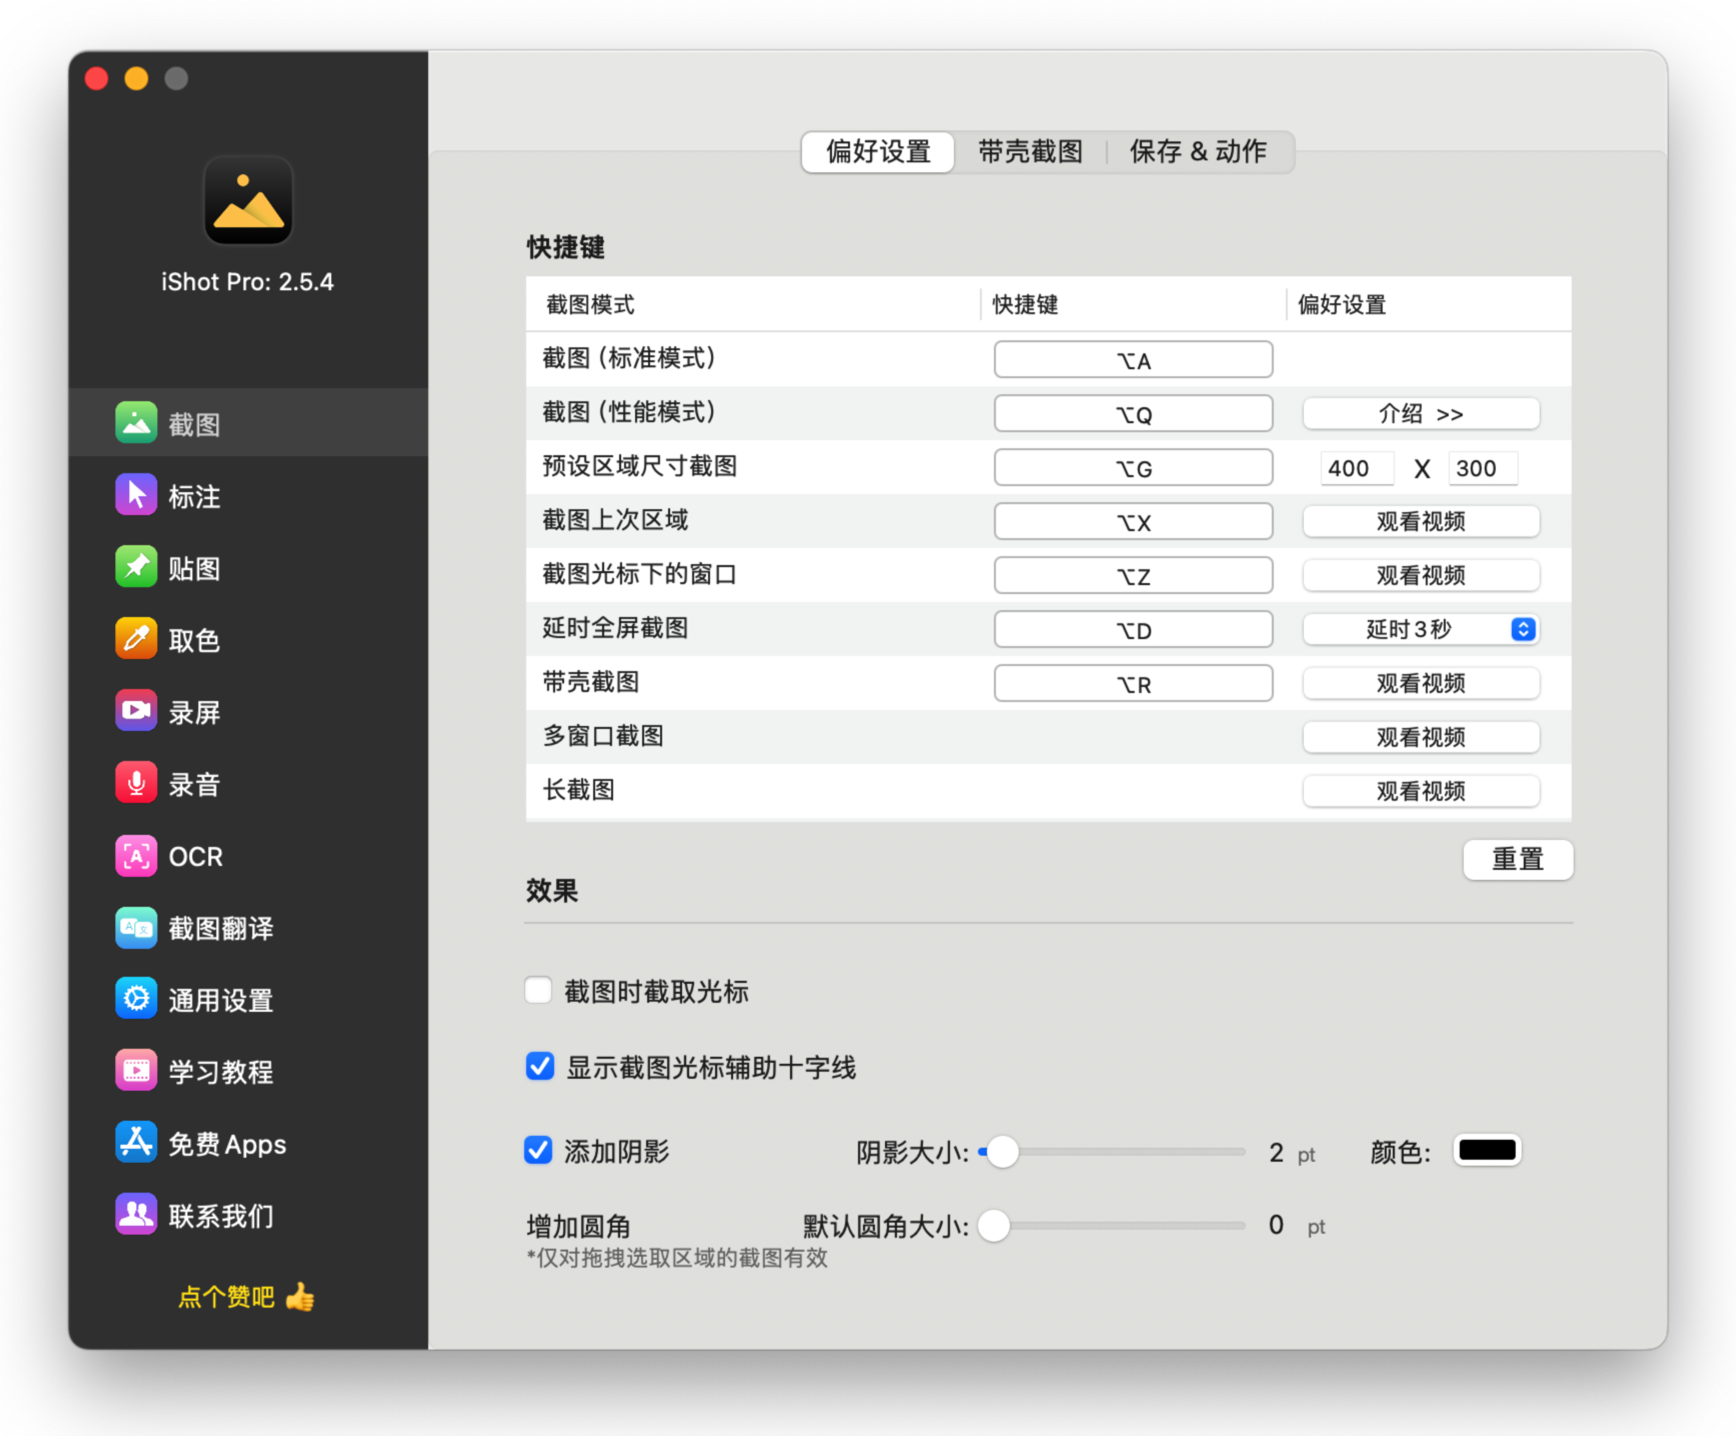 iShot Pro: 2.5.4
截图
标注
贴图
取色
录屏
录音
OCR
截图翻译
通用设置
学习教程
免费 Apps
联系我们
点个赞吧 👍
偏好设置 带壳截图 保存 & 动作
快捷键
截图模式 快捷键 偏好设置
截图 (标准模式) ⌥A
截图 (性能模式) ⌥Q 介绍 >>
预设区域尺寸截图 ⌥G 400 X 300
截图上次区域 ⌥X 观看视频
截图光标下的窗口 ⌥Z 观看视频
延时全屏截图 ⌥D 延时 3 秒
带壳截图 ⌥R 观看视频
多窗口截图 观看视频
长截图 观看视频
重置
效果
截图时截取光标
显示截图光标辅助十字线
添加阴影 阴影大小: 2 pt 颜色:
增加圆角 默认圆角大小: 0 pt
*仅对拖拽选取区域的截图有效